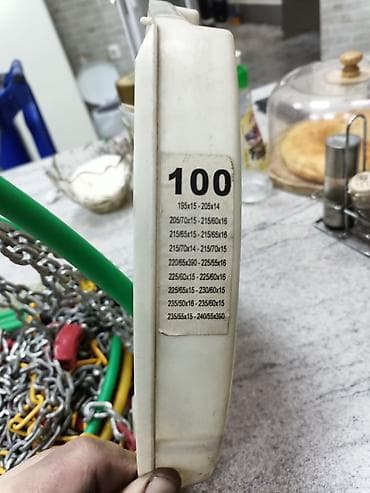 100
195x15 - 205x14
205/70x15 - 215/60x16
215/65x15 - 215/65x16
215/70x14 - 215/70x15
220/65x390 - 225/55x16
225/60x15 - 225/60x16
225/65x15 - 230/60x15
235/50x16 - 235/60x15
235/55x15 - 240/55x390